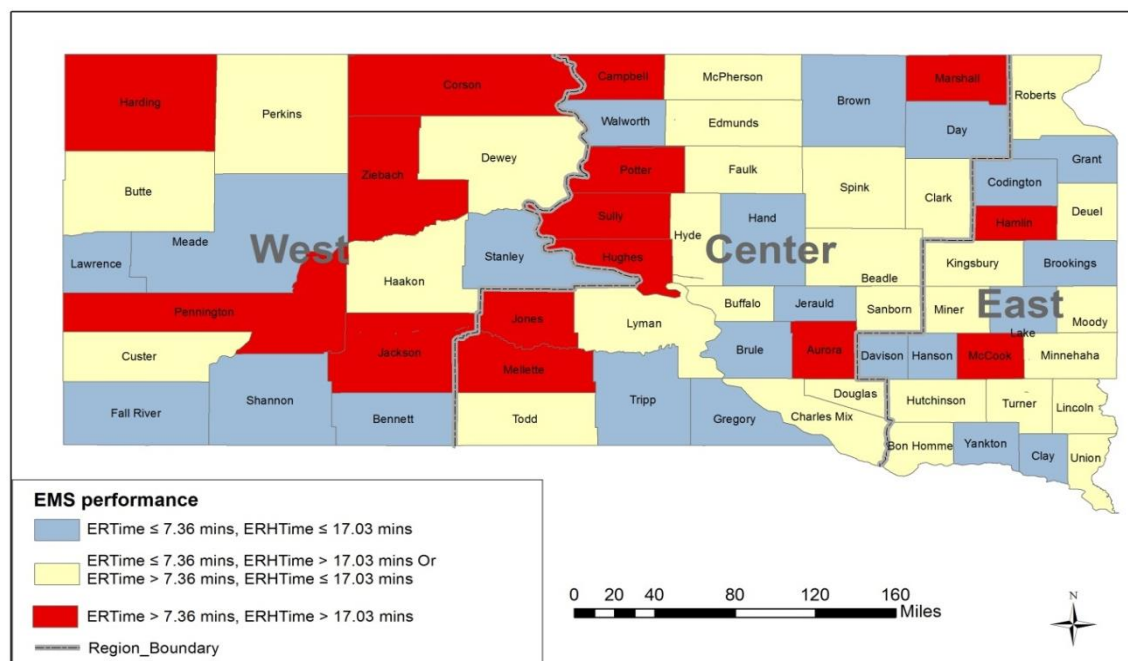 Harding
Perkins
Corson
Campbell
McPherson
Brown
Marshall
Roberts
Walworth
Edmunds
Day
Grant
Butte
Ziebach
Dewey
Potter
Faulk
Spink
Clark
Codington
Deuel
Hamlin
Meade
Lawrence
West
Stanley
Sully
Hyde
Hand
Center
Hughes
Haakon
Beadle
Kingsbury
Brookings
Pennington
Jones
Lyman
Buffalo
Jerauld
Sanborn
Miner
East
Lake
Moody
Custer
Jackson
Mellette
Brule
Aurora
Davison
Hanson
McCook
Minnehaha
Fall River
Shannon
Bennett
Todd
Tripp
Gregory
Charles Mix
Douglas
Hutchinson
Turner
Lincoln
Bon Homme
Yankton
Clay
Union
EMS performance
ERTime ≤ 7.36 mins, ERHTime ≤ 17.03 mins
ERTime ≤ 7.36 mins, ERHTime > 17.03 mins Or
ERTime > 7.36 mins, ERHTime ≤ 17.03 mins
ERTime > 7.36 mins, ERHTime > 17.03 mins
Region_Boundary
0 20 40 80 120 160
Miles
N